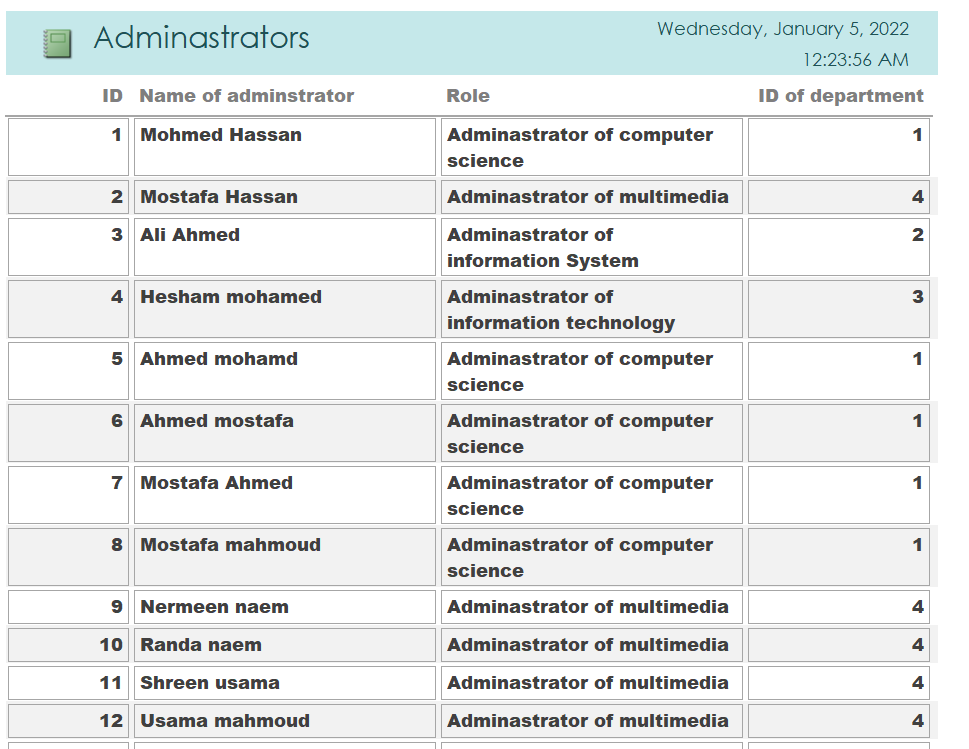 Adminastrators
Wednesday, January 5, 2022
12:23:56 AM
ID Name of adminstrator Role ID of department
1 Mohmed Hassan Adminastrator of computer 1
science
2 Mostafa Hassan Adminastrator of multimedia 4
3 Ali Ahmed Adminastrator of 2
information System
4 Hesham mohamed Adminastrator of 3
information technology
5 Ahmed mohamd Adminastrator of computer 1
science
6 Ahmed mostafa Adminastrator of computer 1
science
7 Mostafa Ahmed Adminastrator of computer 1
science
8 Mostafa mahmoud Adminastrator of computer 1
science
9 Nermeen naem Adminastrator of multimedia 4
10 Randa naem Adminastrator of multimedia 4
11 Shreen usama Adminastrator of multimedia 4
12 Usama mahmoud Adminastrator of multimedia 4